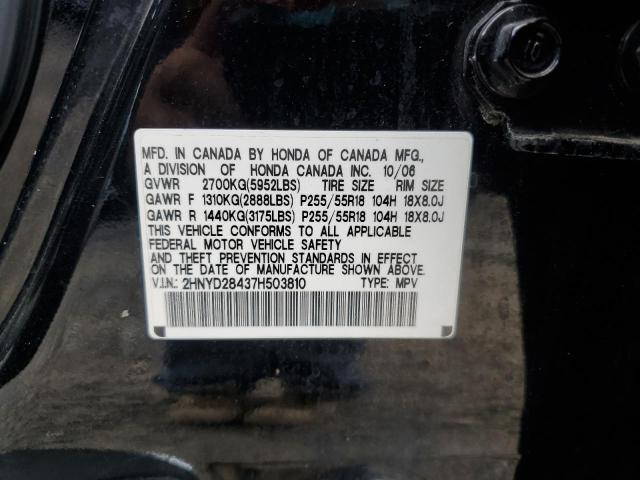 MFD. IN CANADA BY HONDA OF CANADA MFG.,
A DIVISION OF HONDA CANADA INC. 10/06
GVWR 2700KG(5952LBS) TIRE SIZE RIM SIZE
GAWR F 1310KG(2888LBS) P255/55R18 104H 18X8.0J
GAWR R 1440KG(3175LBS) P255/55R18 104H 18X8.0J
THIS VEHICLE CONFORMS TO ALL APPLICABLE
FEDERAL MOTOR VEHICLE SAFETY
AND THEFT PREVENTION STANDARDS IN EFFECT
ON THE DATE OF MANUFACTURE SHOWN ABOVE.
V.I.N.: 2HNYD28437H503810 TYPE: MPV